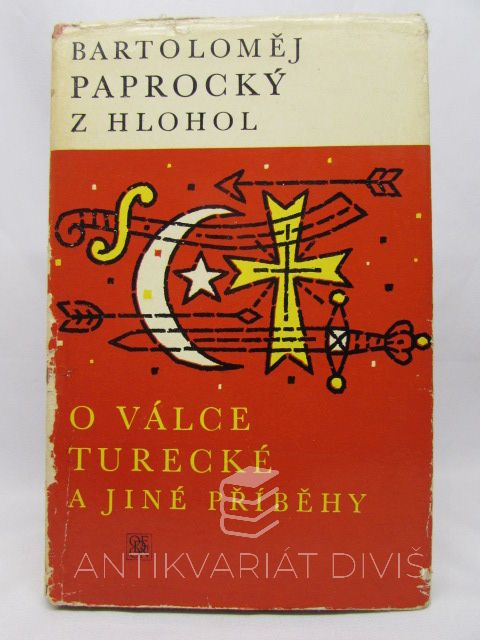 BARTOLOMĚJ
PAPROCKÝ
Z HLOHOL
O VÁLCE
TURECKÉ
A JINÉ PŘÍBĚHY
ANTIKVARIÁT DIVIŠ